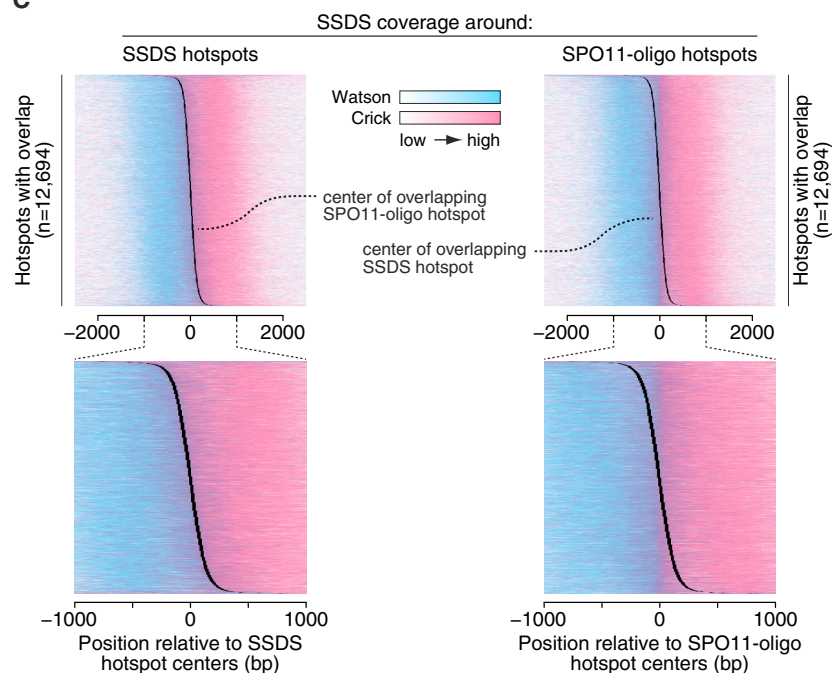 C
SSDS coverage around:
SSDS hotspots
SPO11-oligo hotspots
Hotspots with overlap
(n=12,694)
Watson
Crick
low
high
center of overlapping
SPO11-oligo hotspot
center of overlapping
SSDS hotspot
Hotspots with overlap
(n=12,694)
−2000 0 2000
−2000 0 2000
−1000 0 1000
Position relative to SSDS
hotspot centers (bp)
−1000 0 1000
Position relative to SPO11-oligo
hotspot centers (bp)